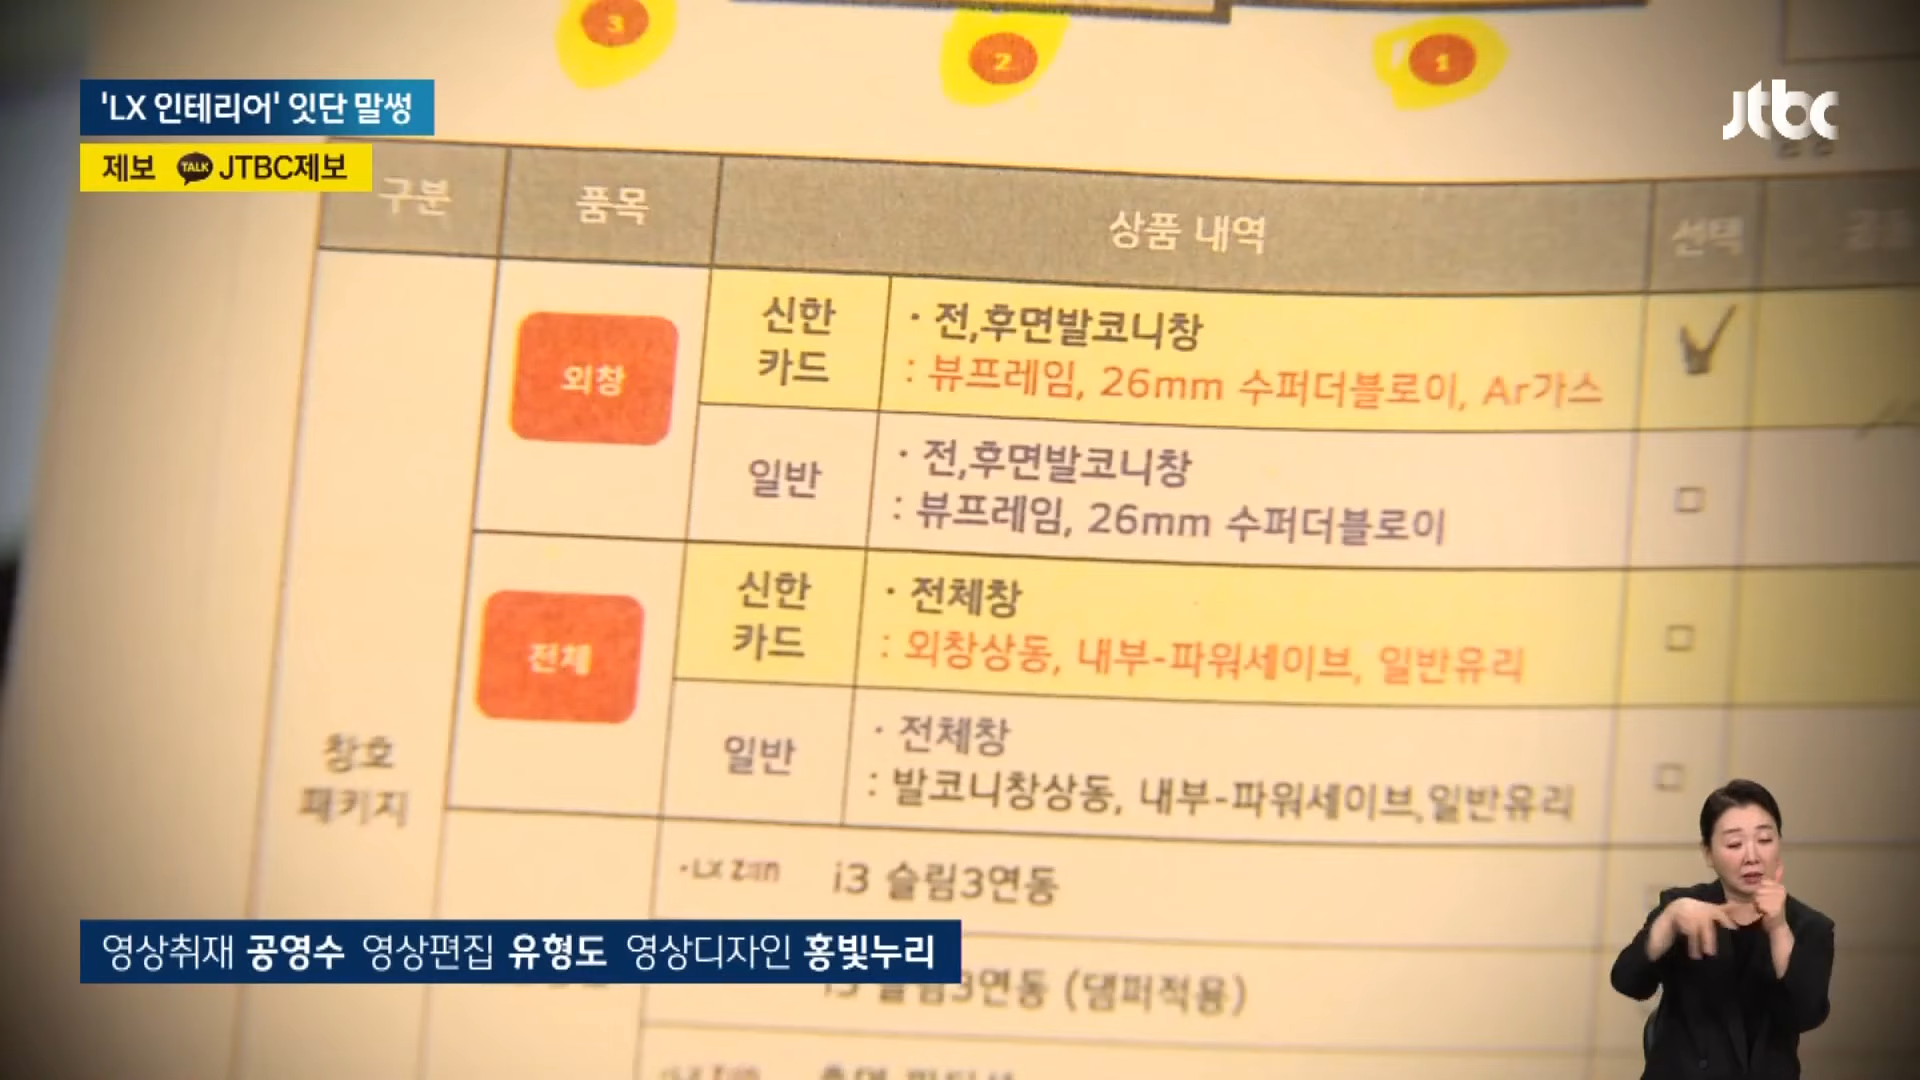 3
2
1
'LX 인테리어' 잇단 말썽
jtbc
제보 TALK JTBC제보
구분 품목 상품 내역 선택
외창
신한
카드
· 전,후면발코니창
: 뷰프레임, 26mm 수퍼더블로이, Ar가스
일반
· 전,후면발코니창
: 뷰프레임, 26mm 수퍼더블로이
전체
신한
카드
· 전체창
: 외창상동, 내부-파워세이브, 일반유리
창호
패키지
일반
· 전체창
: 발코니창상동, 내부-파워세이브,일반유리
·LX Z:IN i3 슬림3연동
영상취재 공영수 영상편집 유형도 영상디자인 홍빛누리
i3 슬림3연동 (댐퍼적용)